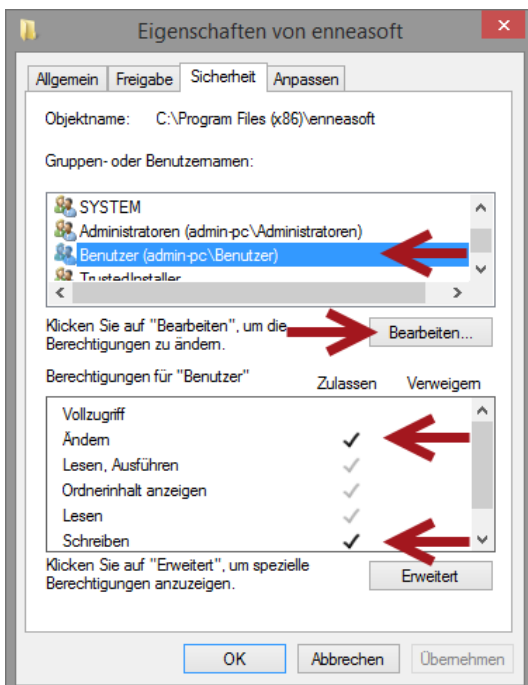 Eigenschaften von enneasoft
Allgemein Freigabe Sicherheit Anpassen
Objektname: C:\Program Files (x86)\enneasoft
Gruppen- oder Benutzernamen:
SYSTEM
Administratoren (admin-pc\Administratoren)
Benutzer (admin-pc\Benutzer)
TrustedInstaller
Klicken Sie auf "Bearbeiten", um die
Berechtigungen zu ändern.
Bearbeiten...
Berechtigungen für "Benutzer" Zulassen Verweigern
Vollzugriff
Ändern
Lesen, Ausführen
Ordnerinhalt anzeigen
Lesen
Schreiben
Klicken Sie auf "Erweitert", um spezielle
Berechtigungen anzuzeigen.
Erweitert
OK Abbrechen Übernehmen